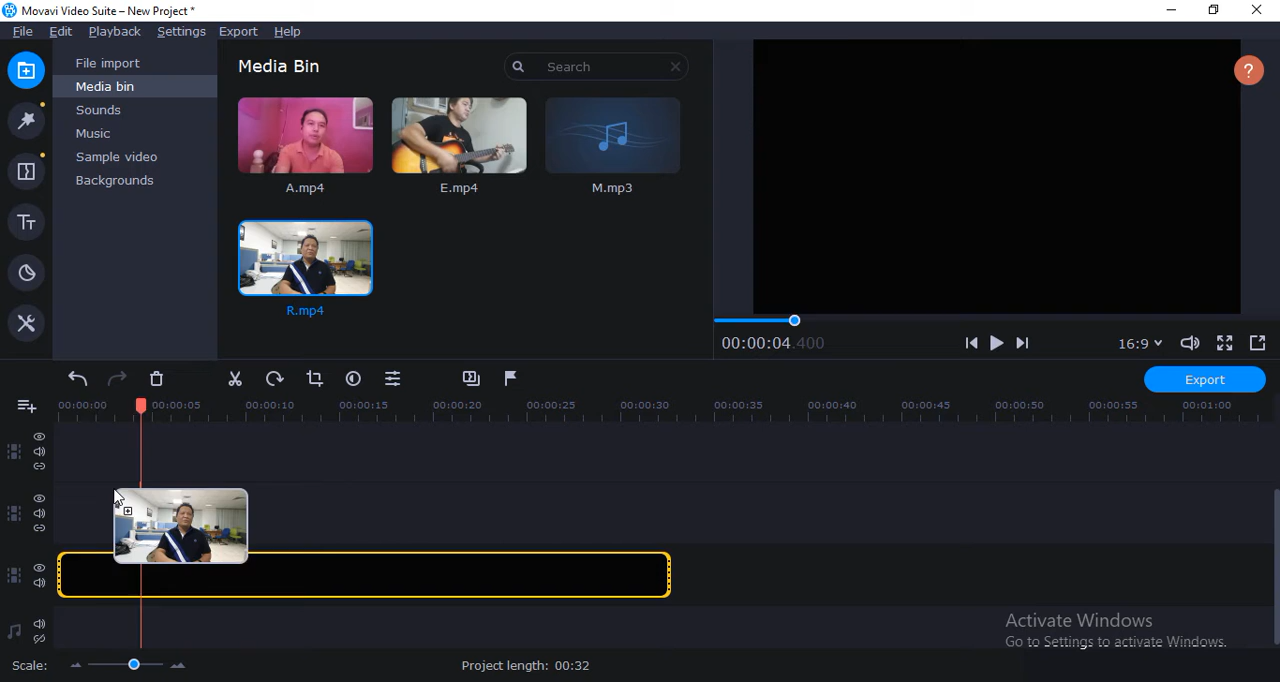 Movavi Video Suite – New Project *
File Edit Playback Settings Export Help
File import
Media bin
Sounds
Music
Sample video
Backgrounds
Media Bin
Search
A.mp4
E.mp4
M.mp3
R.mp4
?
00:00:04.400
16:9
Export
00:00:00 00:00:05 00:00:10 00:00:15 00:00:20 00:00:25 00:00:30 00:00:35 00:00:40 00:00:45 00:00:50 00:00:55 00:01:00
Activate Windows
Go to Settings to activate Windows.
Scale:
Project length: 00:32